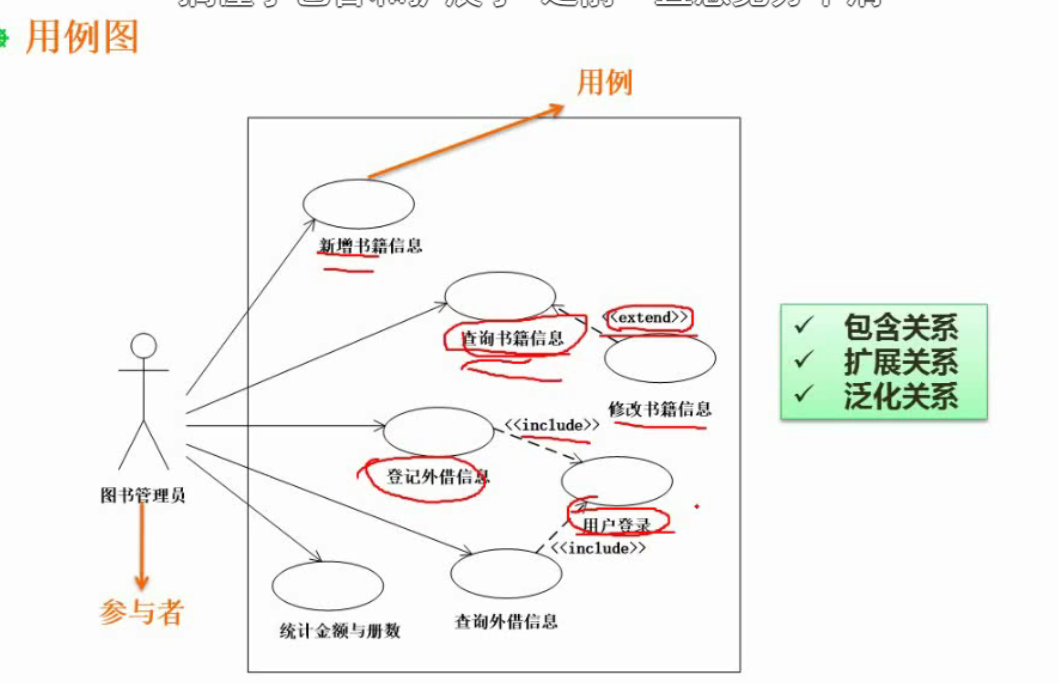 用例图
用例
新增书籍信息
<<extend>>
查询书籍信息
包含关系
扩展关系
泛化关系
修改书籍信息
<<include>>
登记外借信息
图书管理员
用户登录
<<include>>
参与者
统计金额与册数
查询外借信息